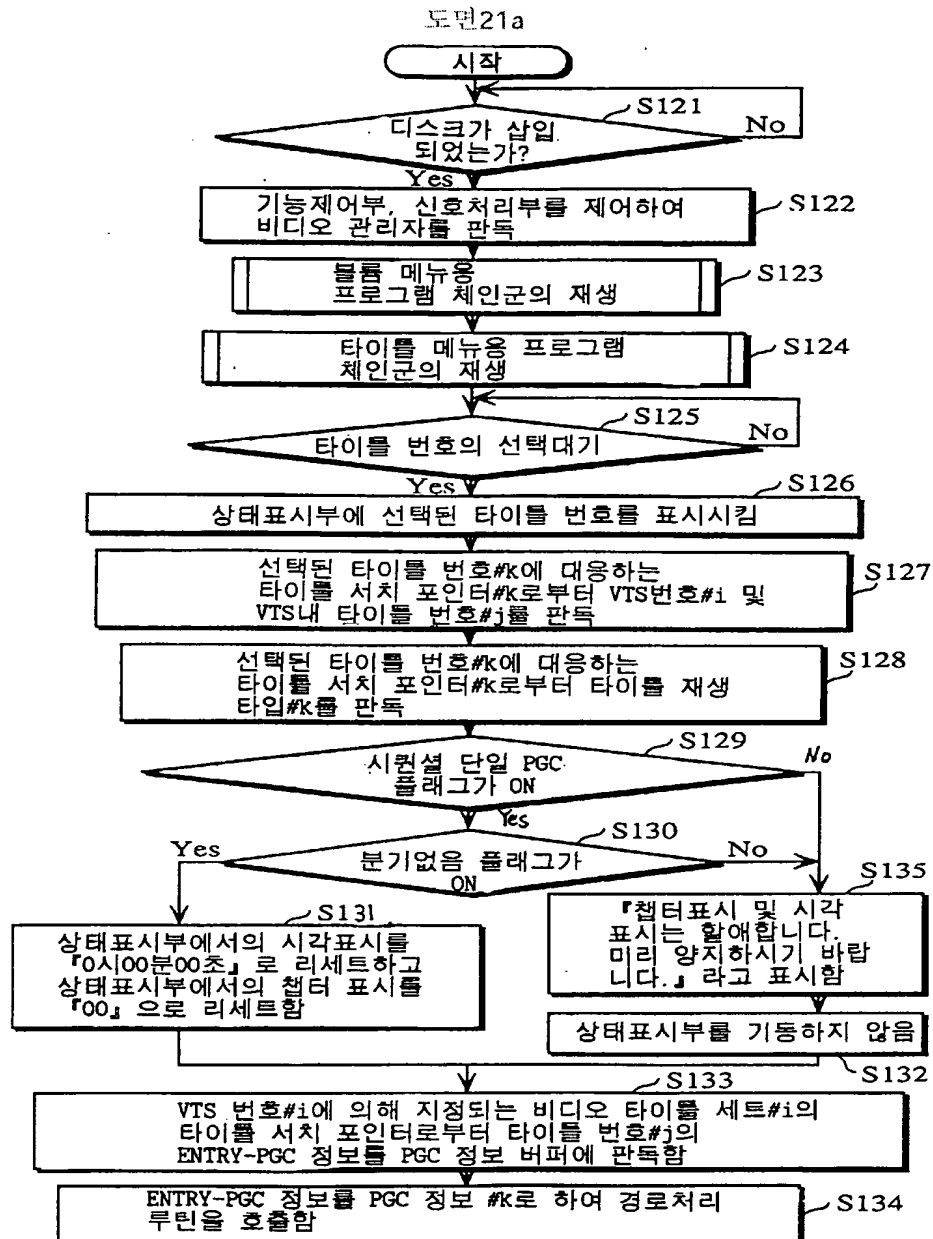 도면21a
시작
S121
디스크가 삽입
되었는가?
No
Yes
기능제어부, 신호처리부를 제어하여
비디오 관리자를 판독
S122
볼륨 메뉴용
프로그램 체인군의 재생
S123
타이틀 메뉴용 프로그램
체인군의 재생
S124
S125
타이틀 번호의 선택대기
No
Yes
S126
상태표시부에 선택된 타이틀 번호를 표시시킴
선택된 타이틀 번호#k에 대응하는
타이틀 서치 포인터#k로부터 VTS번호#i 및
VTS내 타이틀 번호#j를 판독
S127
선택된 타이틀 번호#k에 대응하는
타이틀 서치 포인터#k로부터 타이틀 재생
타입#k를 판독
S128
S129
시퀀셜 단일 PGC
플래그가 ON
No
Yes
S130
Yes
분기없음 플래그가
ON
No
S131
상태표시부에서의 시각표시를
『0시00분00초』로 리세트하고
상태표시부에서의 챕터 표시를
『00』으로 리세트함
S135
『챕터표시 및 시각
표시는 할애합니다.
미리 양지하시기 바랍
니다.』라고 표시함
상태표시부를 기동하지 않음
S132
S133
VTS 번호#i에 의해 지정되는 비디오 타이틀 세트#i의
타이틀 서치 포인터로부터 타이틀 번호#j의
ENTRY-PGC 정보를 PGC 정보 버퍼에 판독함
ENTRY-PGC 정보를 PGC 정보 #k로 하여 경로처리
루틴을 호출함
S134